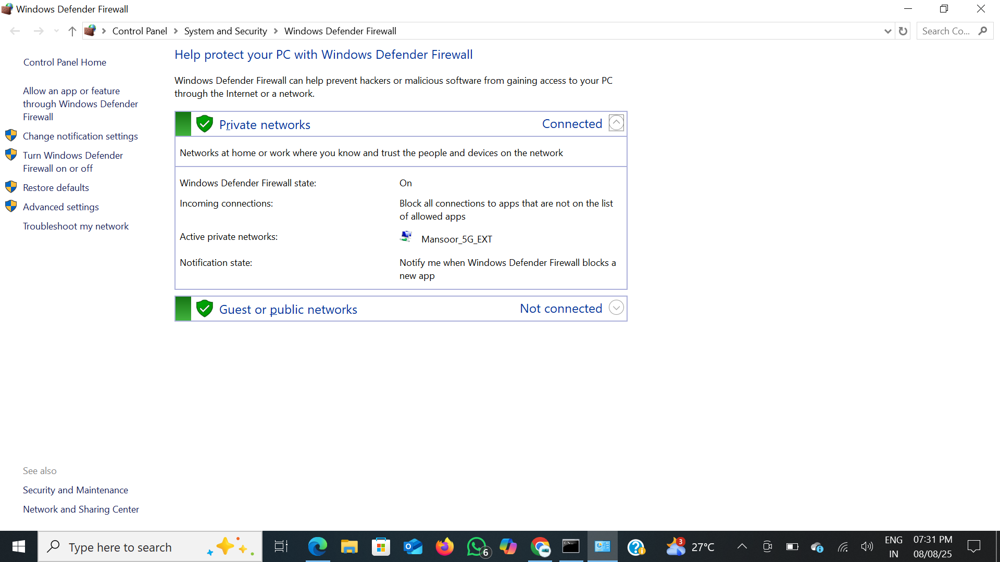 Windows Defender Firewall
Control Panel > System and Security > Windows Defender Firewall
Search Co...
Control Panel Home
Allow an app or feature
through Windows Defender
Firewall
Change notification settings
Turn Windows Defender
Firewall on or off
Restore defaults
Advanced settings
Troubleshoot my network
See also
Security and Maintenance
Network and Sharing Center
Help protect your PC with Windows Defender Firewall
Windows Defender Firewall can help prevent hackers or malicious software from gaining access to your PC
through the Internet or a network.
Private networks Connected
Networks at home or work where you know and trust the people and devices on the network
Windows Defender Firewall state: On
Incoming connections: Block all connections to apps that are not on the list
of allowed apps
Active private networks: Mansoor_5G_EXT
Notification state: Notify me when Windows Defender Firewall blocks a
new app
Guest or public networks Not connected
Type here to search
6
3
27°C
ENG
IN
07:31 PM
08/08/25